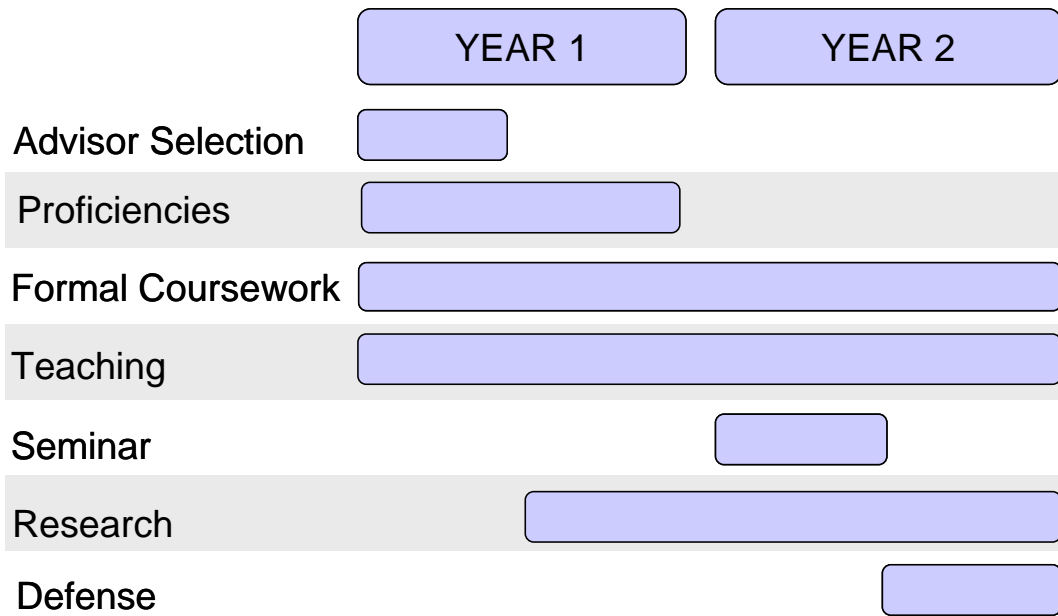 YEAR 1
YEAR 2
Advisor Selection
Proficiencies
Formal Coursework
Teaching
Seminar
Research
Defense